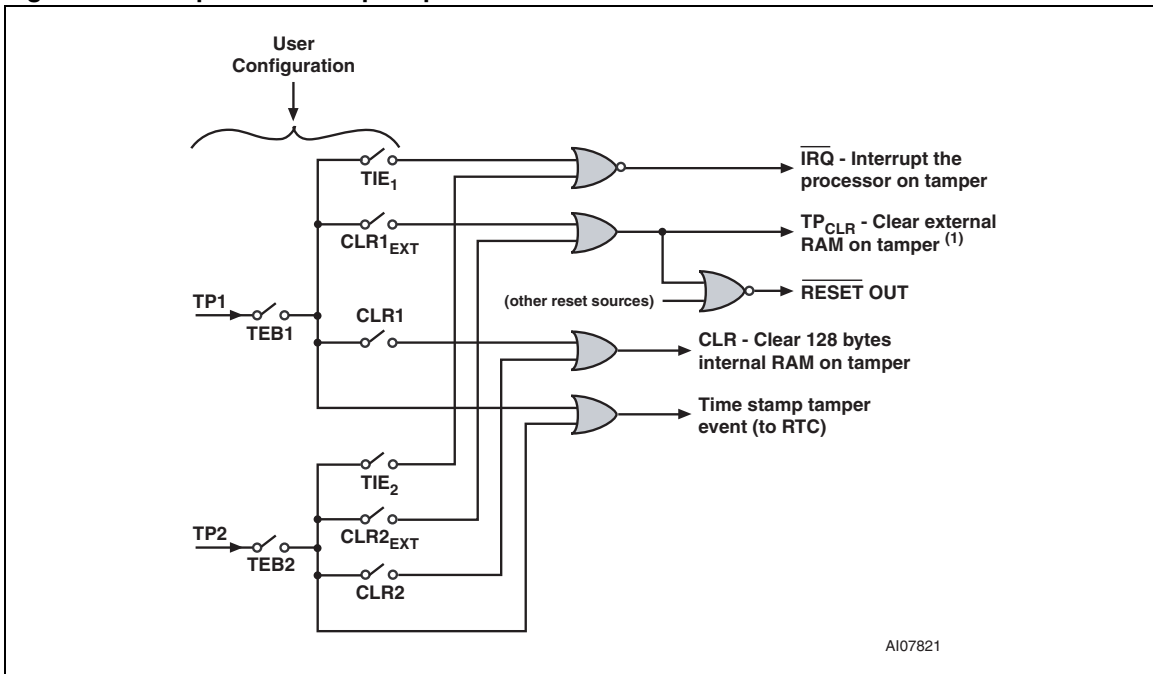 User
Configuration
TIE1
IRQ - Interrupt the
processor on tamper
CLR1EXT
TPCLR - Clear external
RAM on tamper (1)
TP1
TEB1
(other reset sources)
RESET OUT
CLR1
CLR - Clear 128 bytes
internal RAM on tamper
Time stamp tamper
event (to RTC)
TIE2
TP2
TEB2
CLR2EXT
CLR2
AI07821